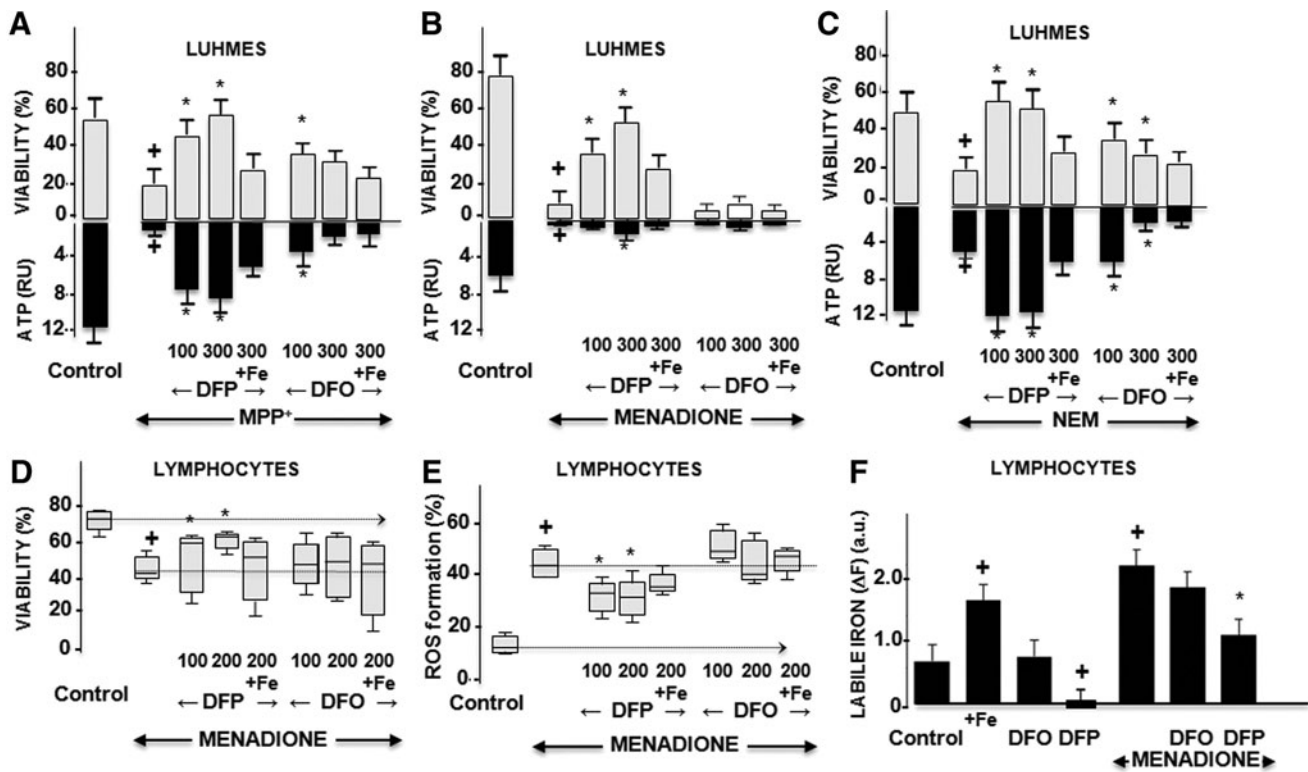 A
LUHMES
VIABILITY (%)
80
60
40
20
0
ATP (RU)
4
8
12
+
*
*
*
+
*
*
*
100 300 300 100 300 300
+Fe +Fe
Control
← DFP → ← DFO →
MPP⁺
B
LUHMES
VIABILITY (%)
80
60
40
20
0
ATP (RU)
4
8
12
+
*
*
+
*
100 300 300 100 300 300
+Fe +Fe
Control
← DFP → ← DFO →
MENADIONE
C
LUHMES
VIABILITY (%)
80
60
40
20
0
ATP (RU)
4
8
12
+
*
*
*
*
+
*
*
*
*
100 300 300 100 300 300
+Fe +Fe
Control
← DFP → ← DFO →
NEM
D
LYMPHOCYTES
VIABILITY (%)
80
60
40
20
0
+
*
*
100 200 200 100 200 200
+Fe +Fe
Control
← DFP → ← DFO →
MENADIONE
E
LYMPHOCYTES
ROS formation (%)
60
40
20
0
+
*
*
100 200 200 100 200 200
+Fe +Fe
Control
← DFP → ← DFO →
MENADIONE
F
LYMPHOCYTES
LABILE IRON (ΔF) (a.u.)
2.0
1.0
0
+
+
+
*
Control +Fe DFO DFP DFO DFP
MENADIONE